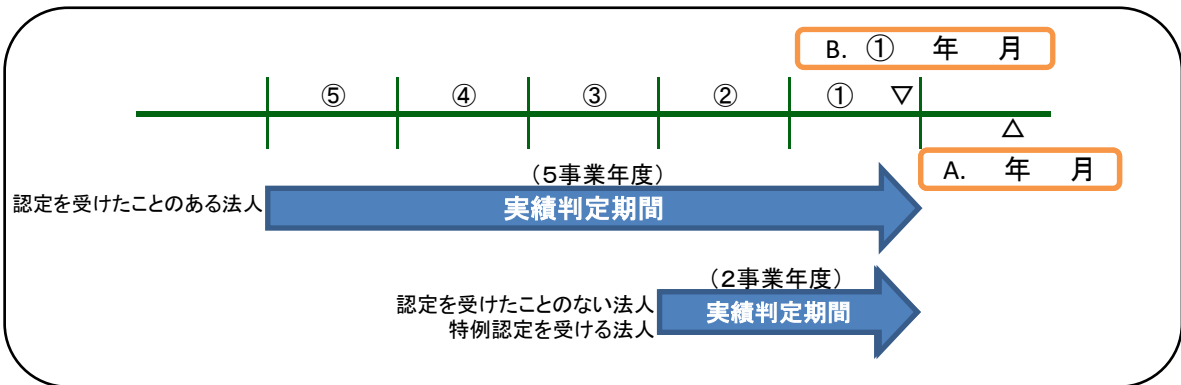 B. ① 年 月
⑤ ④ ③ ② ① ▽
△
A. 年 月
(5事業年度)
認定を受けたことのある法人
実績判定期間
(2事業年度)
認定を受けたことのない法人
特例認定を受ける法人
実績判定期間